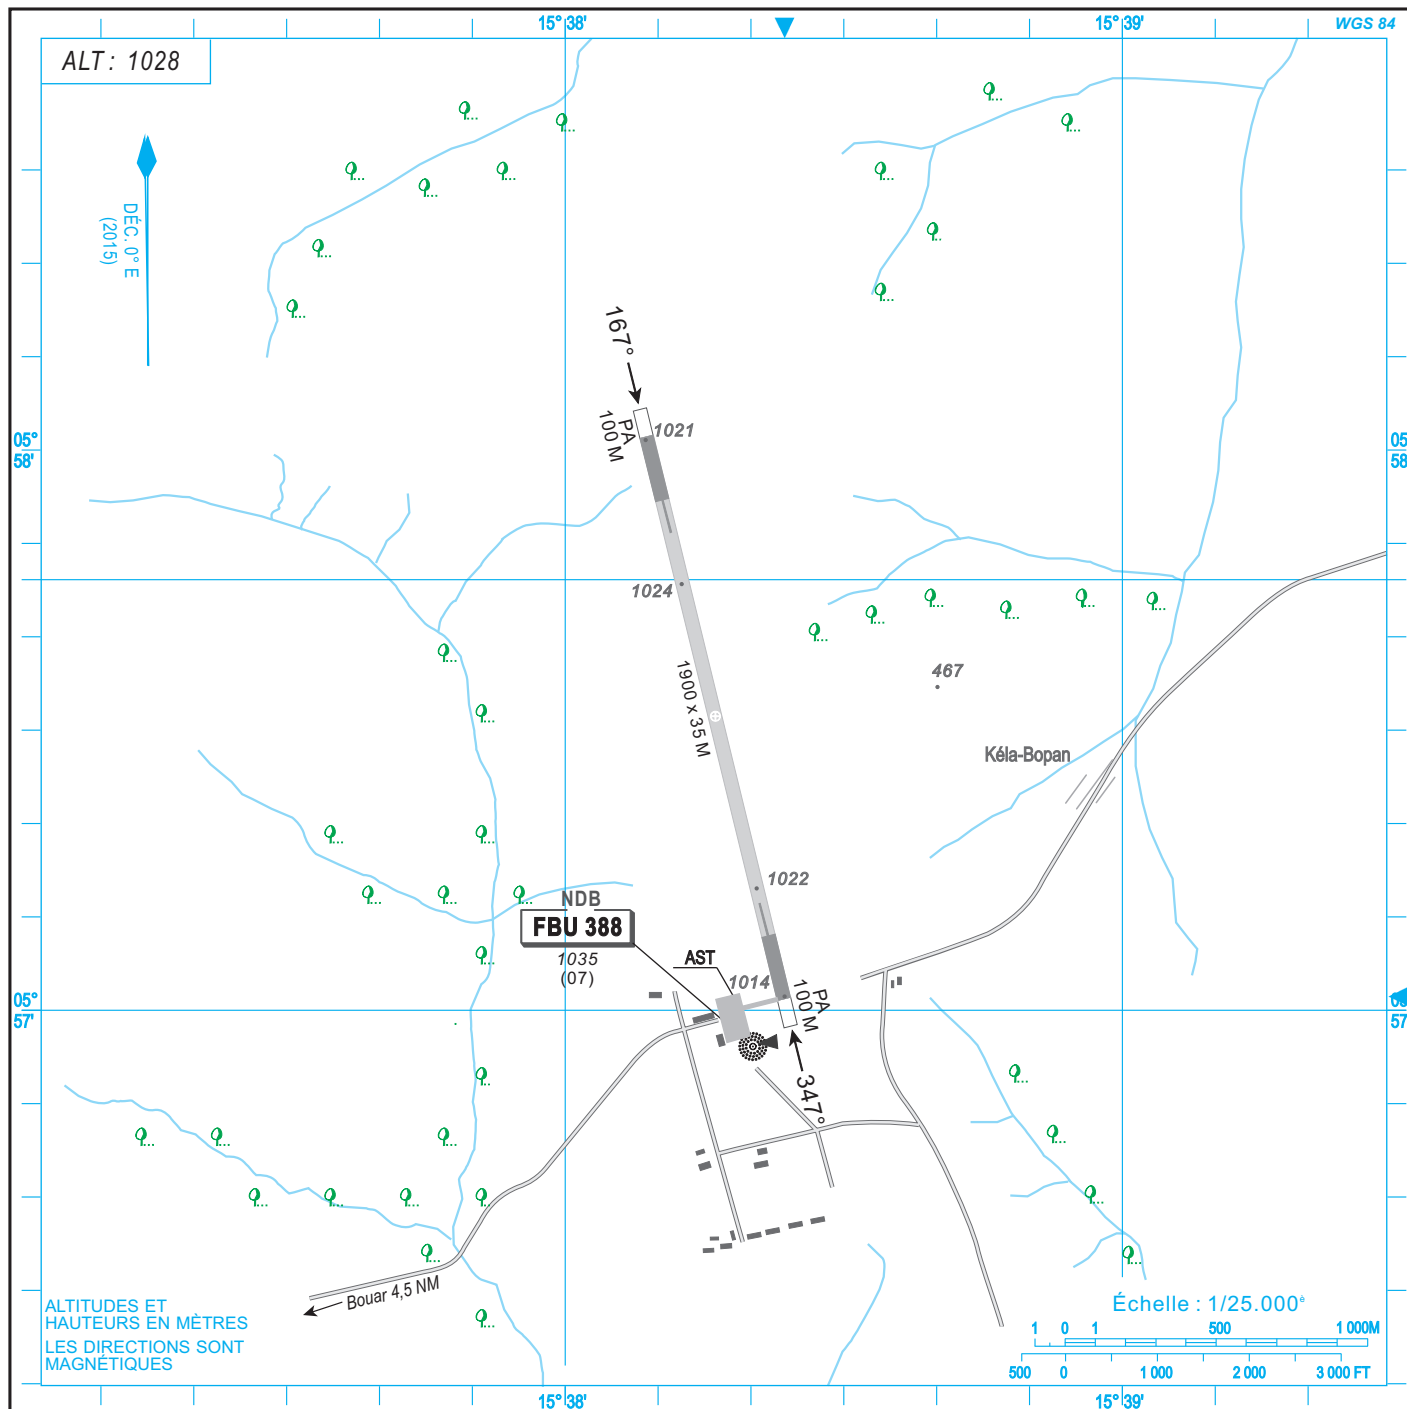 15°38'
15°39'
WGS 84
ALT : 1028
DÉC. 0° E
(2015)
167°
PA
100 M
1021
05°
58'
05
58
1024
1900 x 35 M
467
Kéla-Bopan
1022
NDB
FBU 388
1035
(07)
AST
1014
PA
100 M
05°
57'
57
347°
Bouar 4,5 NM
ALTITUDES ET
HAUTEURS EN MÈTRES
LES DIRECTIONS SONT
MAGNÉTIQUES
Échelle : 1/25.000è
1 0 1 500 1 000M
500 0 1 000 2 000 3 000 FT
15°38'
15°39'